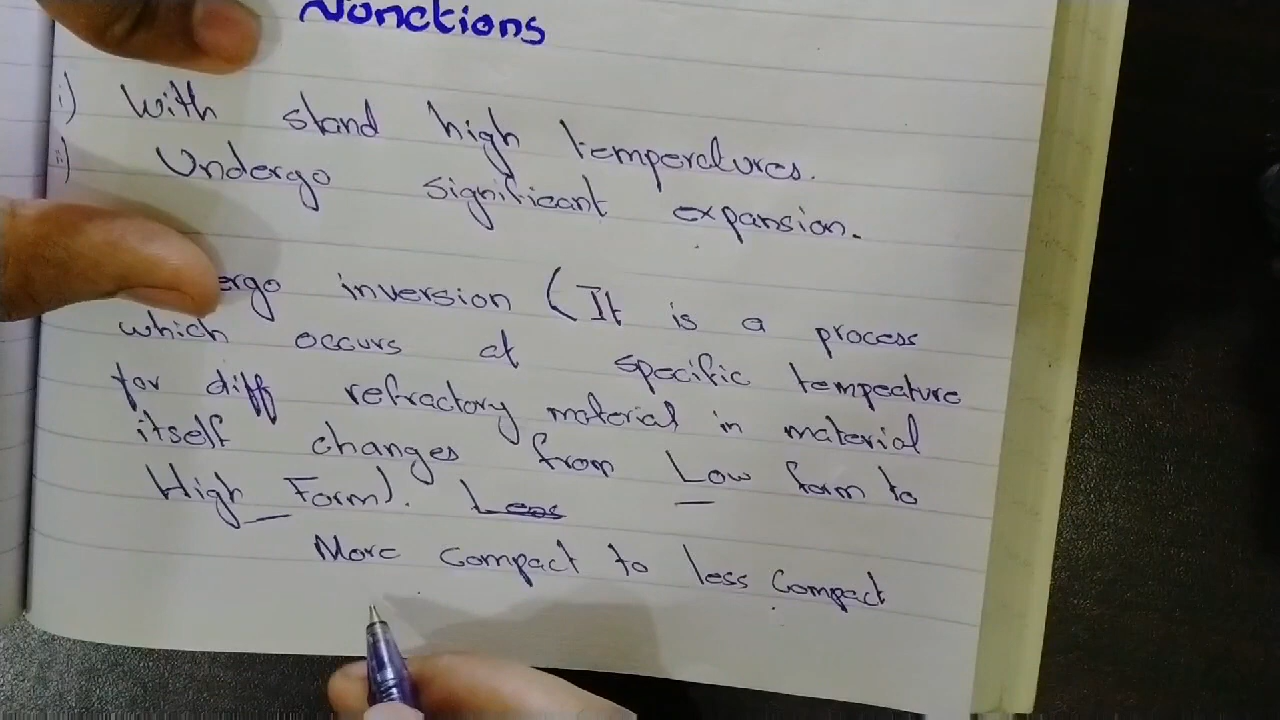 Nonctions
i) With stand high temperatures.
ii) Undergo significant expansion.
ergo inversion (It is a process
which occurs at specific tempeature
for diff refractory material in material
itself changes from Low form to
High Form). Less
More Compact to less Compact